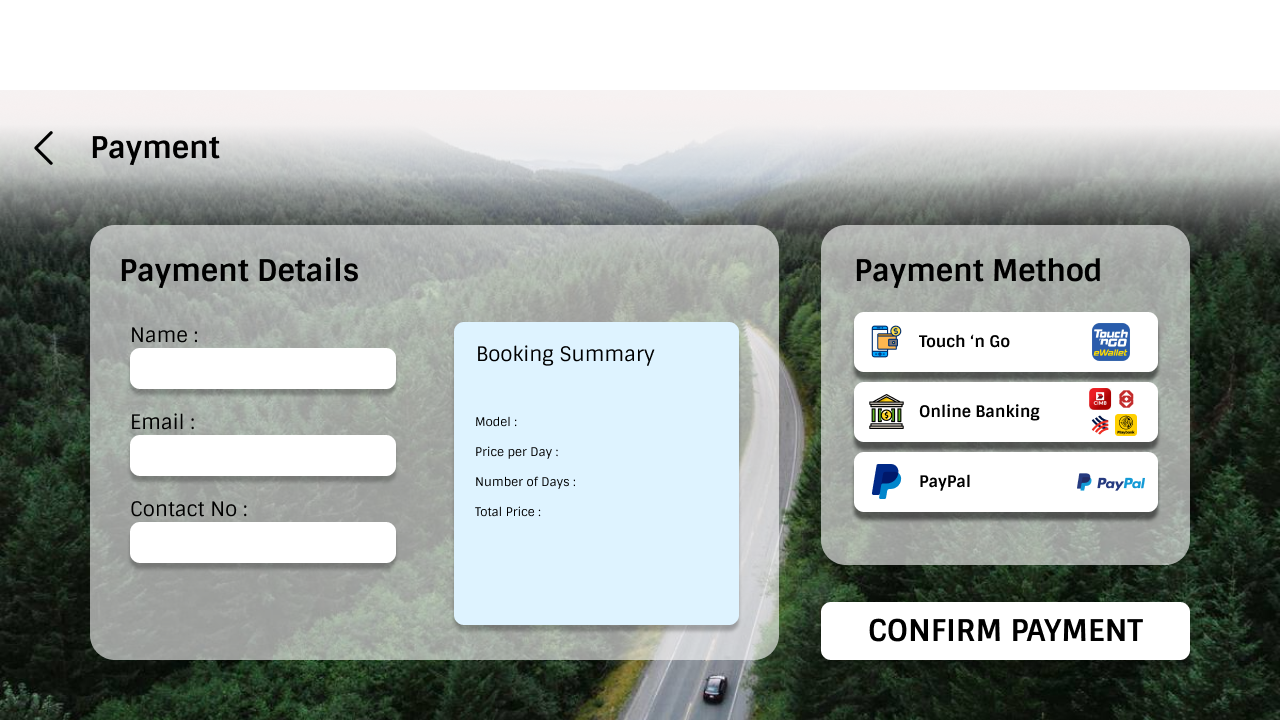 Payment
Payment Details
Name :
Email :
Contact No :
Booking Summary
Model :
Price per Day :
Number of Days :
Total Price :
Payment Method
Touch ‘n Go
Touch 'n GO eWallet
Online Banking
CIMB
Maybank
PayPal
PayPal
CONFIRM PAYMENT